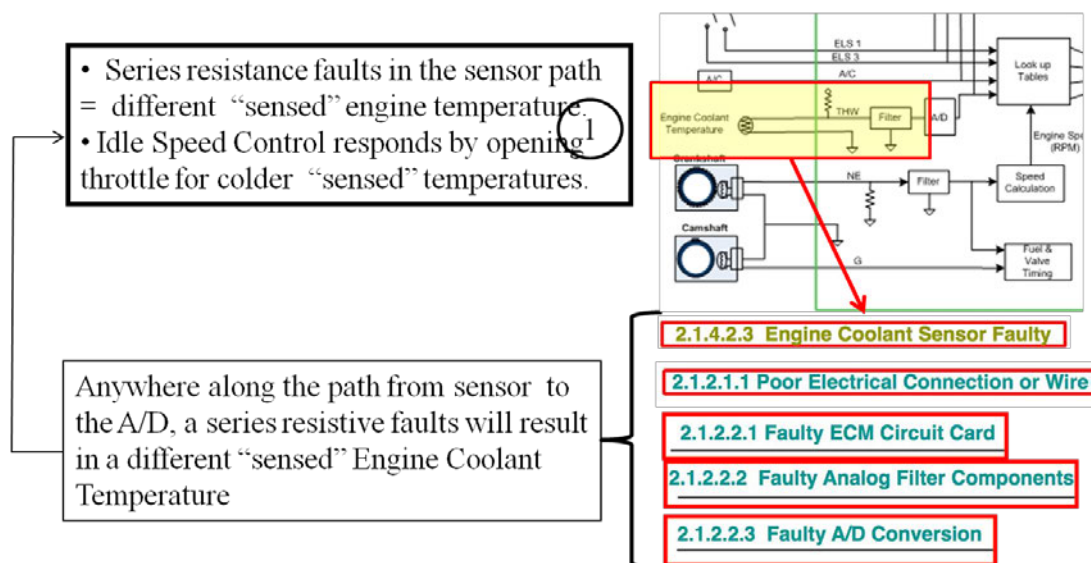 • Series resistance faults in the sensor path
= different “sensed” engine temperature.
• Idle Speed Control responds by opening
throttle for colder “sensed” temperatures.
1
Anywhere along the path from sensor to
the A/D, a series resistive faults will result
in a different “sensed” Engine Coolant
Temperature
ELS 1
ELS 3
A/C
A/C
Look up
Tables
Engine Coolant
Temperature
THW
Filter
A/D
Engine Spe
(RPM)
Crankshaft
NE
Filter
Speed
Calculation
Camshaft
G
Fuel &
Valve
Timing
2.1.4.2.3 Engine Coolant Sensor Faulty
2.1.2.1.1 Poor Electrical Connection or Wire
2.1.2.2.1 Faulty ECM Circuit Card
2.1.2.2.2 Faulty Analog Filter Components
2.1.2.2.3 Faulty A/D Conversion